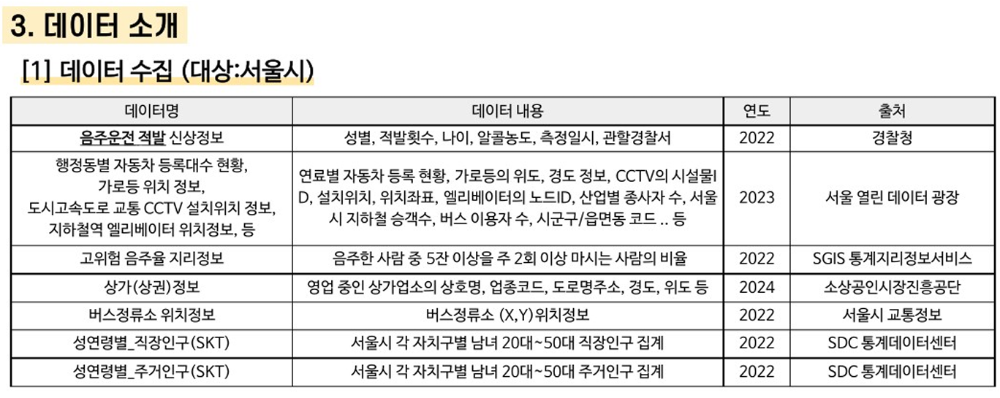 3. 데이터 소개
[1] 데이터 수집 (대상:서울시)
데이터명 데이터 내용 연도 출처
음주운전 적발 신상정보 성별, 적발횟수, 나이, 알콜농도, 측정일시, 관할경찰서 2022 경찰청
행정동별 자동차 등록대수 현황,
가로등 위치 정보,
도시고속도로 교통 CCTV 설치위치 정보,
지하철역 엘리베이터 위치정보, 등
연료별 자동차 등록 현황, 가로등의 위도, 경도 정보, CCTV의 시설물I
D, 설치위치, 위치좌표, 엘리베이터의 노드ID, 산업별 종사자 수, 서울
시 지하철 승객수, 버스 이용자 수, 시군구/읍면동 코드 .. 등
2023 서울 열린 데이터 광장
고위험 음주율 지리정보 음주한 사람 중 5잔 이상을 주 2회 이상 마시는 사람의 비율 2022 SGIS 통계지리정보서비스
상가(상권)정보 영업 중인 상가업소의 상호명, 업종코드, 도로명주소, 경도, 위도 등 2024 소상공인시장진흥공단
버스정류소 위치정보 버스정류소 (X,Y)위치정보 2022 서울시 교통정보
성연령별_직장인구(SKT) 서울시 각 자치구별 남녀 20대~50대 직장인구 집계 2022 SDC 통계데이터센터
성연령별_주거인구(SKT) 서울시 각 자치구별 남녀 20대~50대 주거인구 집계 2022 SDC 통계데이터센터